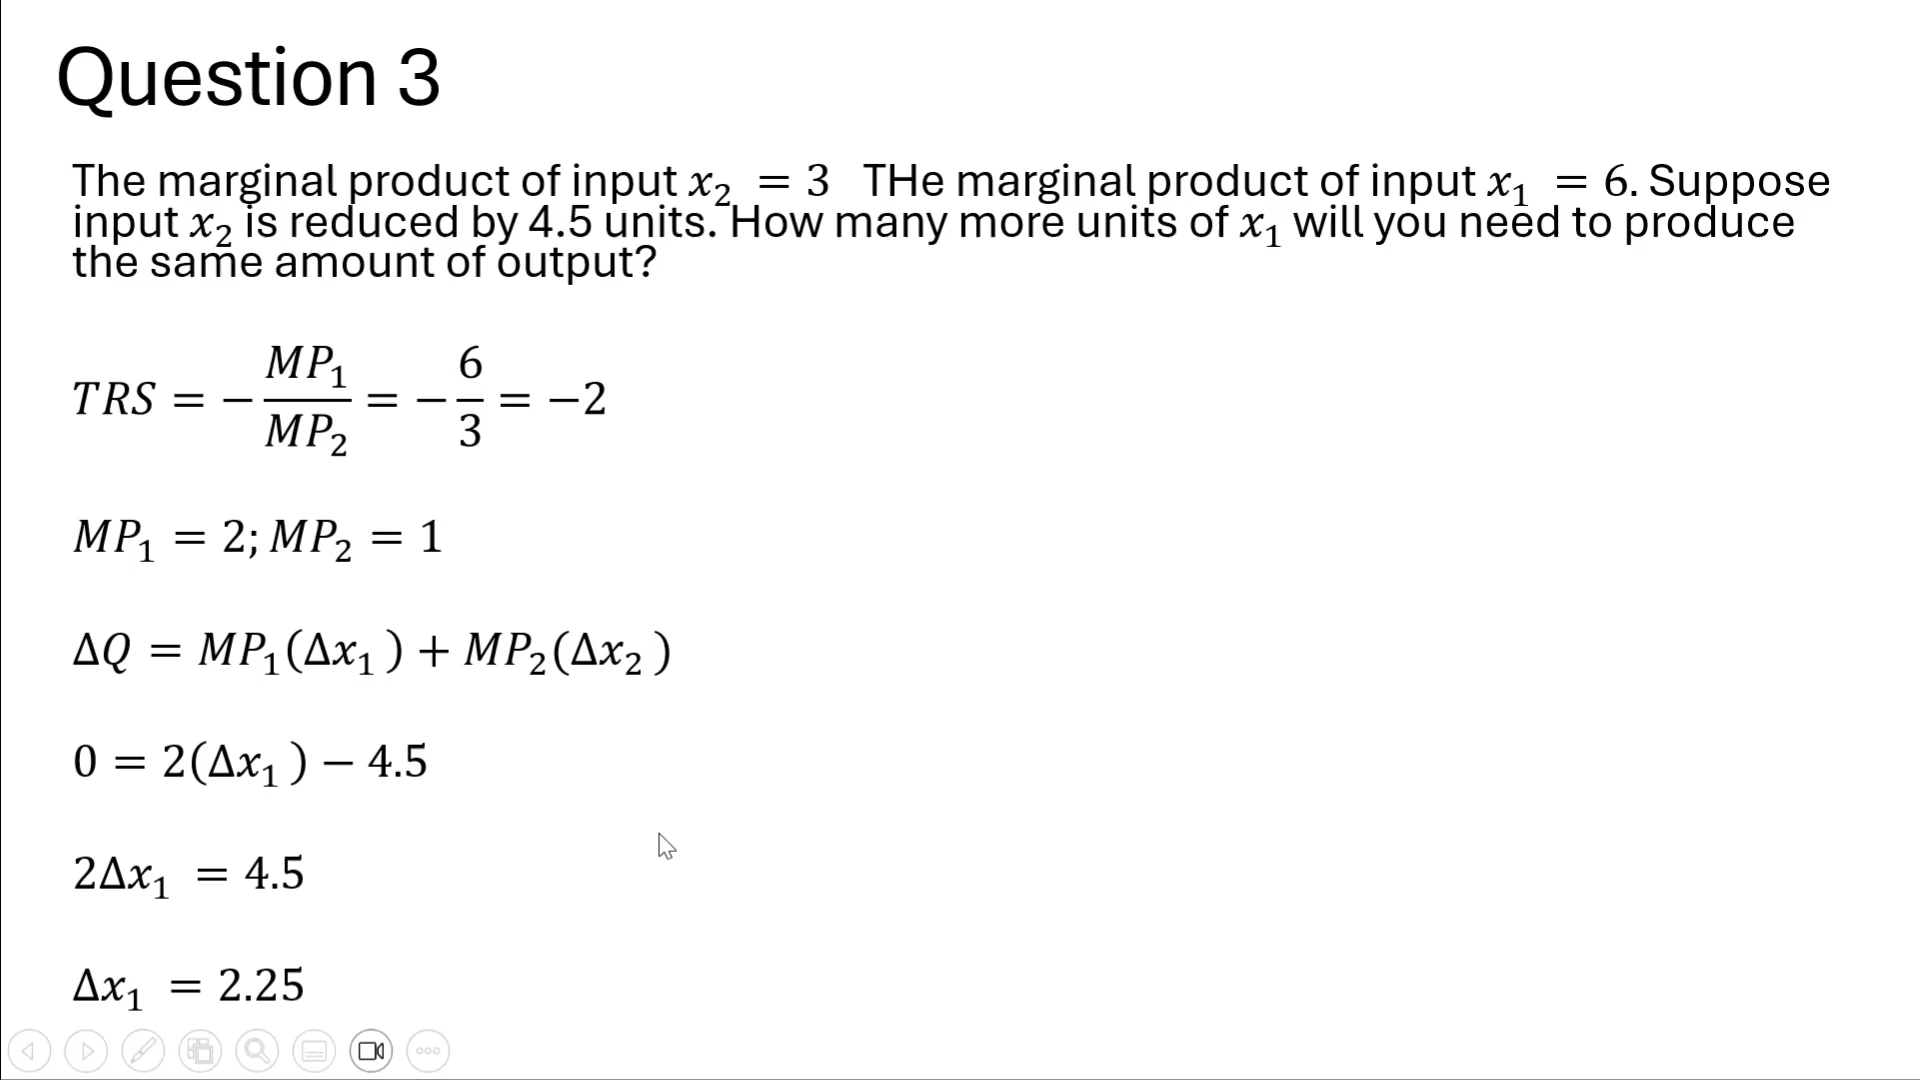 Question 3
The marginal product of input x₂ = 3 THe marginal product of input x₁ = 6. Suppose
input x₂ is reduced by 4.5 units. How many more units of x₁ will you need to produce
the same amount of output?
TRS = −MP₁/MP₂ = −6/3 = −2
MP₁ = 2; MP₂ = 1
ΔQ = MP₁(Δx₁) + MP₂(Δx₂)
0 = 2(Δx₁) − 4.5
2Δx₁ = 4.5
Δx₁ = 2.25